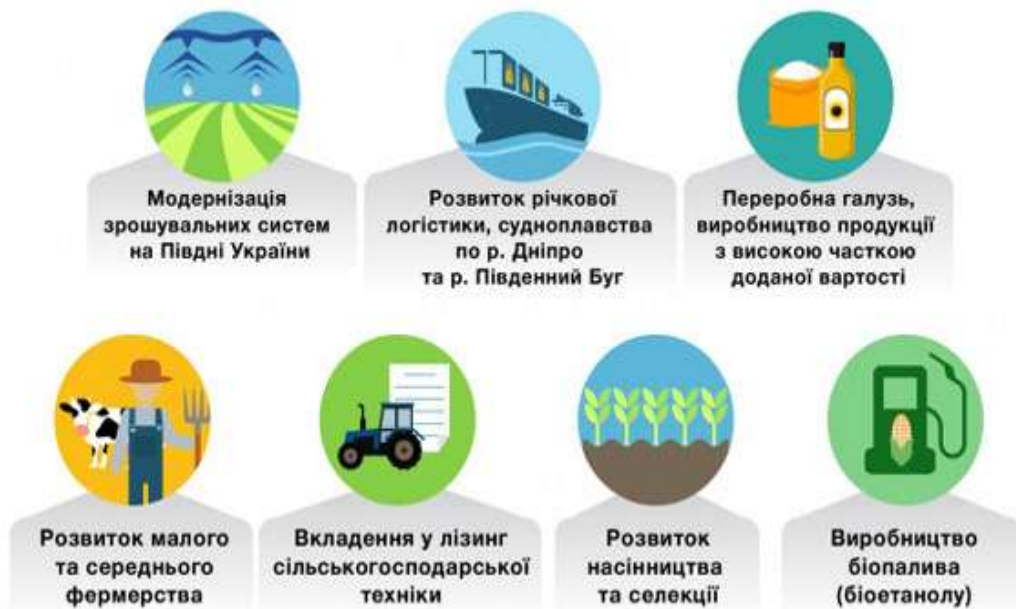 Модернізація
зрошувальних систем
на Півдні України
Розвиток річкової
логістики, судноплавства
по р. Дніпро
та р. Південний Буг
Переробна галузь,
виробництво продукції
з високою часткою
доданої вартості
Розвиток малого
та середнього
фермерства
Вкладення у лізинг
сільськогосподарської
техніки
Розвиток
насінництва
та селекції
Виробництво
біопалива
(біоетанолу)